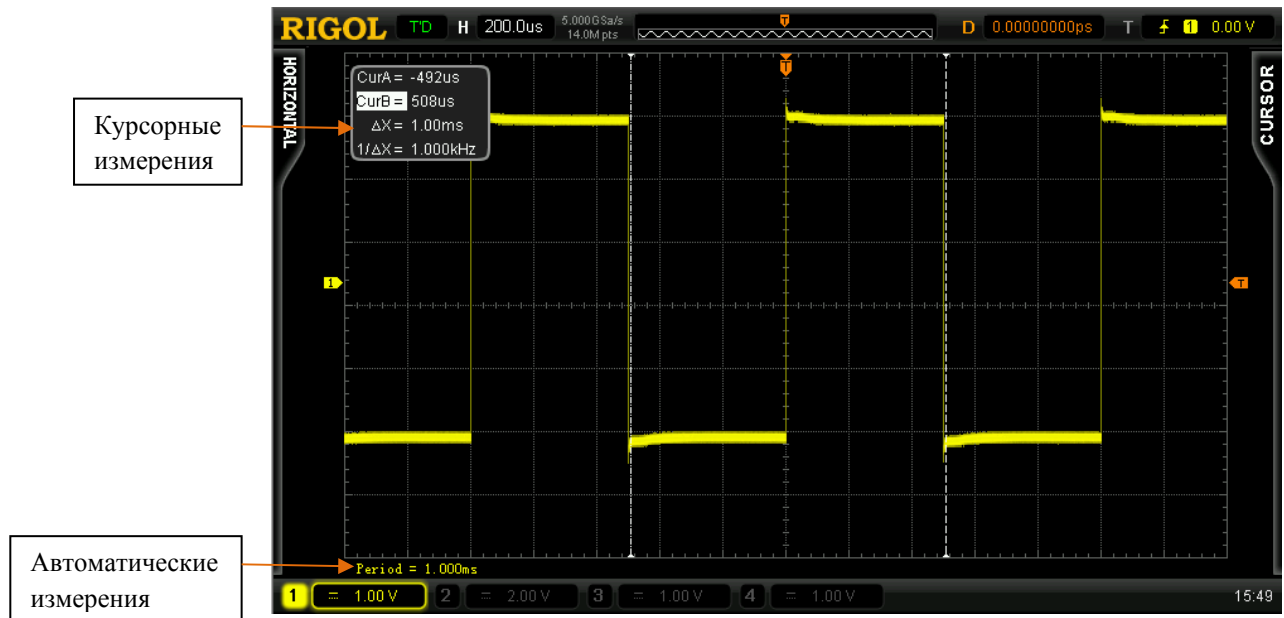 RIGOL T'D H 200.0us 5.000GSa/s 14.0M pts T D 0.00000000ps T 1 0.00 V
HORIZONTAL
CURSOR
T
CurA = -492us
CurB = 508us
ΔX = 1.00ms
1/ΔX = 1.000kHz
Курсорные
измерения
1
T
Автоматические
измерения
Period = 1.000ms
1 = 1.00 V 2 = 2.00 V 3 = 1.00 V 4 = 1.00 V 15:49